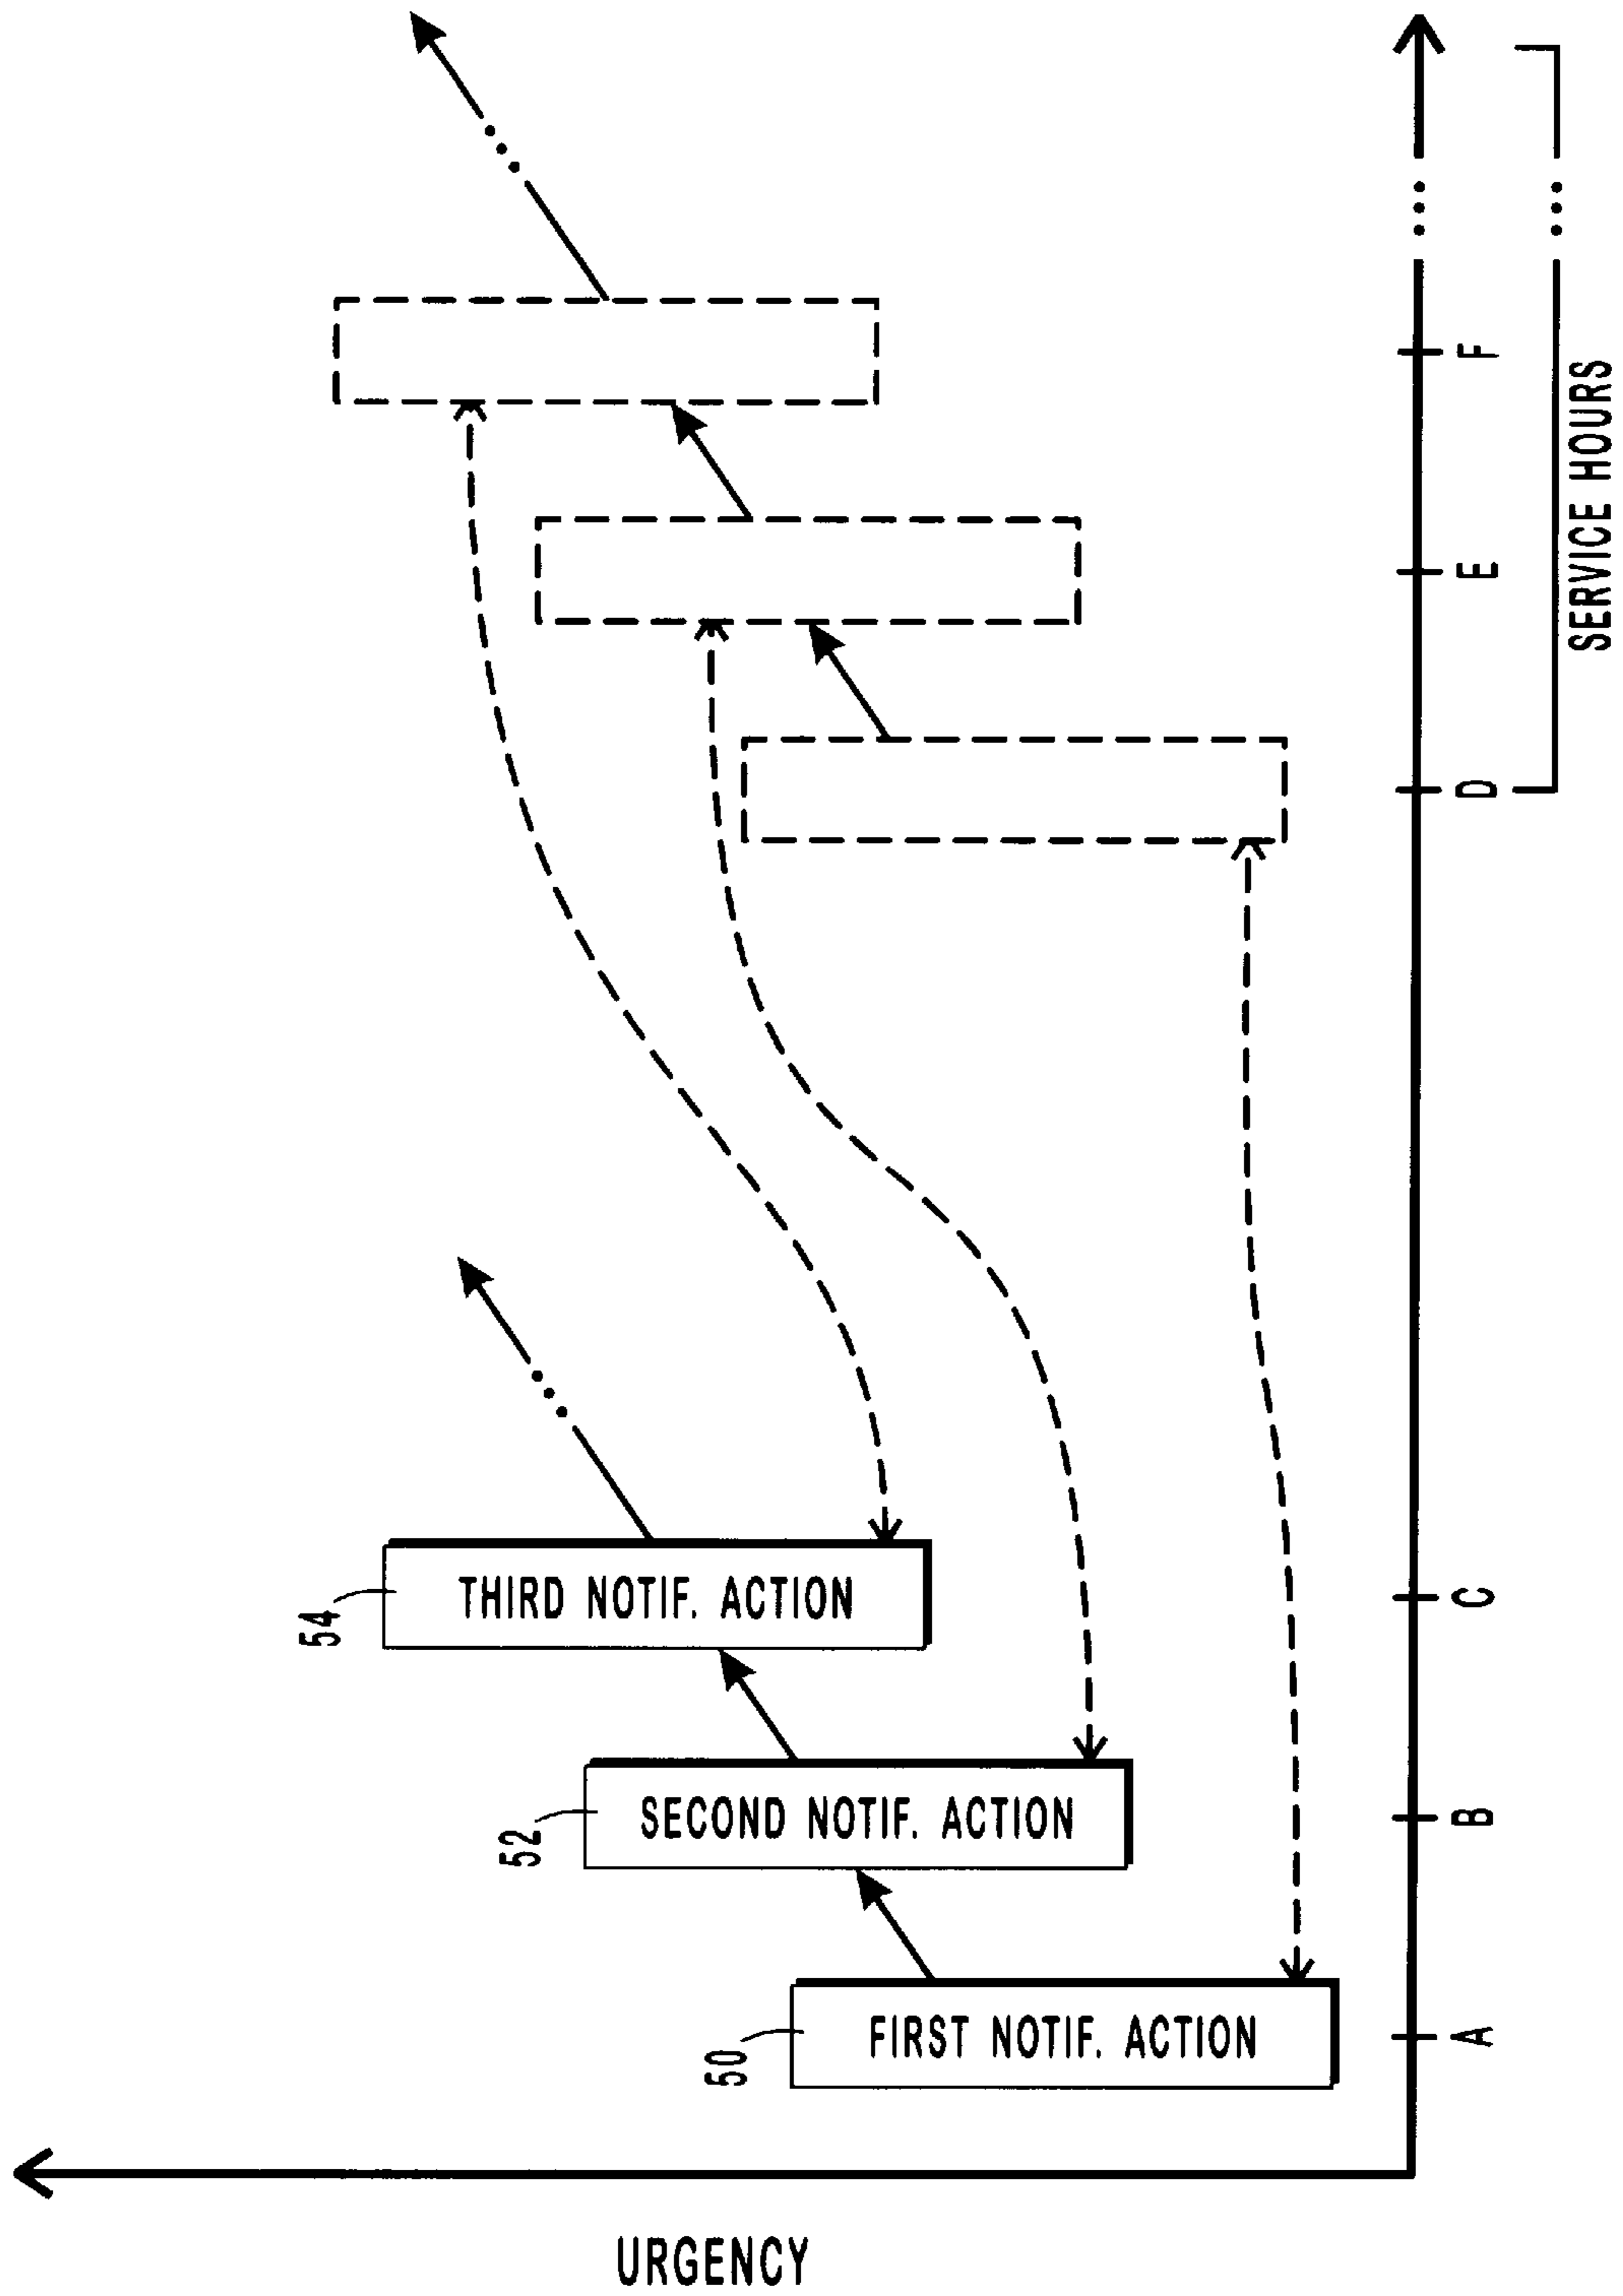 URGENCY
54
THIRD NOTIF. ACTION
52
SECOND NOTIF. ACTION
50
FIRST NOTIF. ACTION
A
B
C
D
E
F
SERVICE HOURS